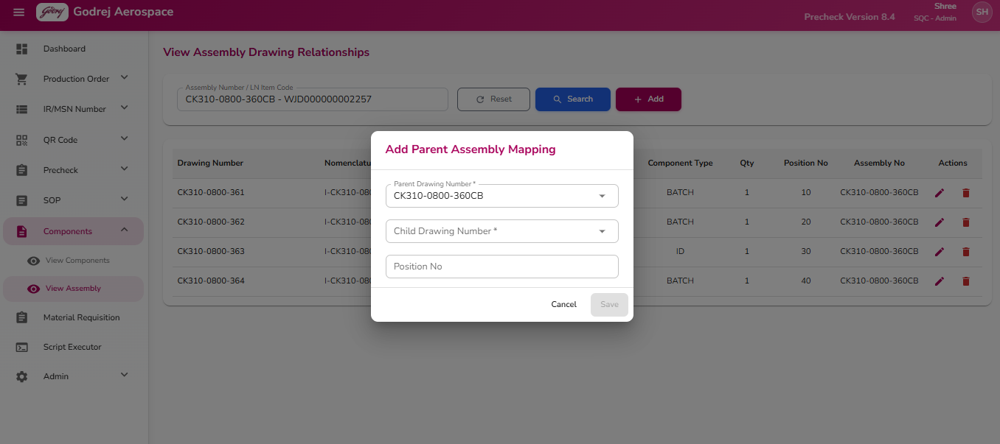 Godrej
Godrej Aerospace
Precheck Version 8.4
Shree
SQC - Admin
SH
Dashboard
Production Order
IR/MSN Number
QR Code
Precheck
SOP
Components
View Components
View Assembly
Material Requisition
Script Executor
Admin
View Assembly Drawing Relationships
Assembly Number / LN Item Code
CK310-0800-360CB - WJD000000002257
Reset
Search
Add
Drawing Number Nomenclatu Component Type Qty Position No Assembly No Actions
CK310-0800-361 I-CK310-080 BATCH 1 10 CK310-0800-360CB
CK310-0800-362 I-CK310-080 BATCH 1 20 CK310-0800-360CB
CK310-0800-363 I-CK310-080 ID 1 30 CK310-0800-360CB
CK310-0800-364 I-CK310-080 BATCH 1 40 CK310-0800-360CB
Add Parent Assembly Mapping
Parent Drawing Number *
CK310-0800-360CB
Child Drawing Number *
Position No
Cancel
Save